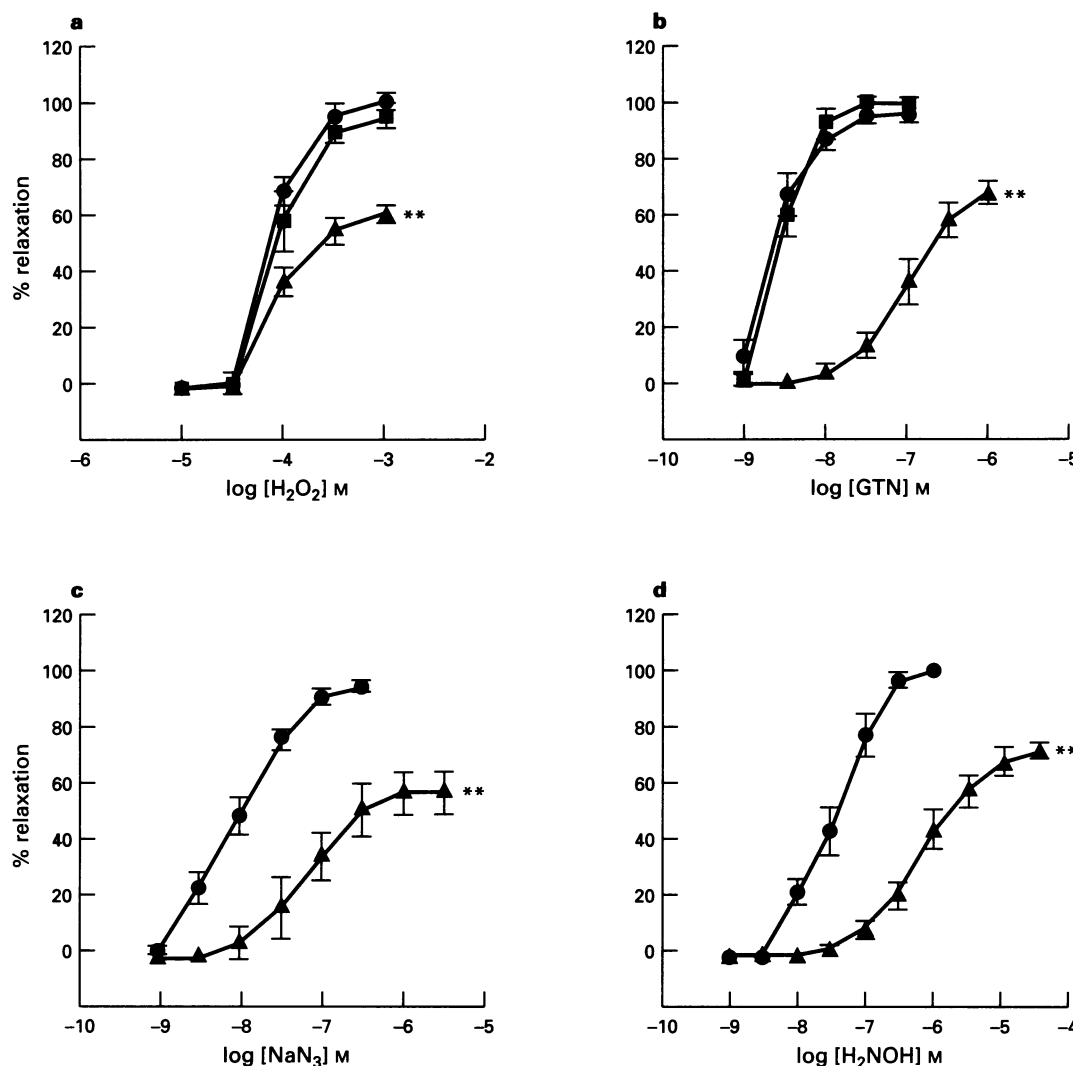 a
120
100
80
60
40
20
0
% relaxation
**
–6 –5 –4 –3 –2
log [H₂O₂] M
b
120
100
80
60
40
20
0
**
–10 –9 –8 –7 –6 –5
log [GTN] M
c
120
100
80
60
40
20
0
% relaxation
**
–10 –9 –8 –7 –6 –5
log [NaN₃] M
d
120
100
80
60
40
20
0
**
–10 –9 –8 –7 –6 –5 –4
log [H₂NOH] M